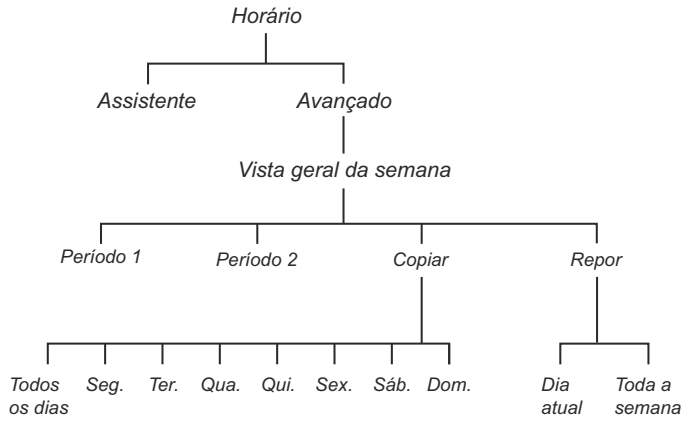 Horário
Assistente
Avançado
Vista geral da semana
Período 1
Período 2
Copiar
Repor
Todos
os dias
Seg.
Ter.
Qua.
Qui.
Sex.
Sáb.
Dom.
Dia
atual
Toda a
semana